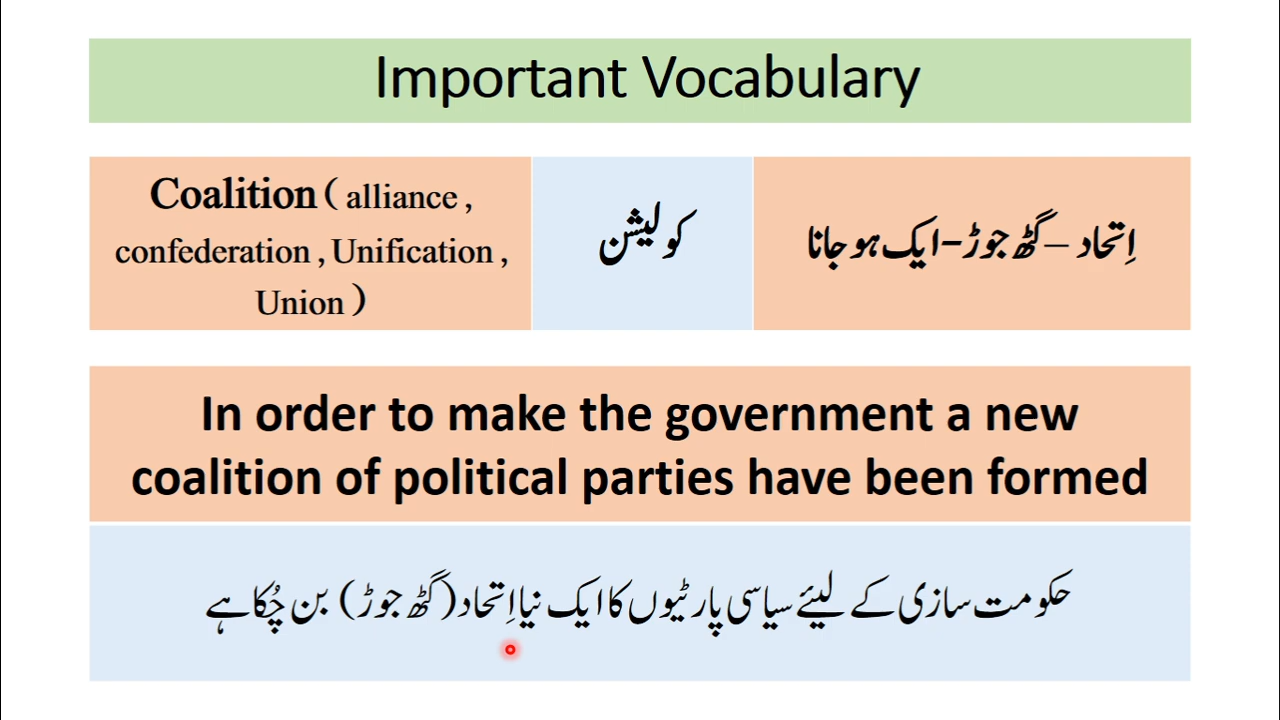 Important Vocabulary
Coalition ( alliance ,
confederation , Unification ,
Union )
کولیشن
اِتحاد – گٹھ جوڑ – ایک ہو جانا
In order to make the government a new
coalition of political parties have been formed
حکومت سازی کے لیئے سیاسی پارٹیوں کا ایک نیا اِتحاد (گٹھ جوڑ) بن چُکا ہے